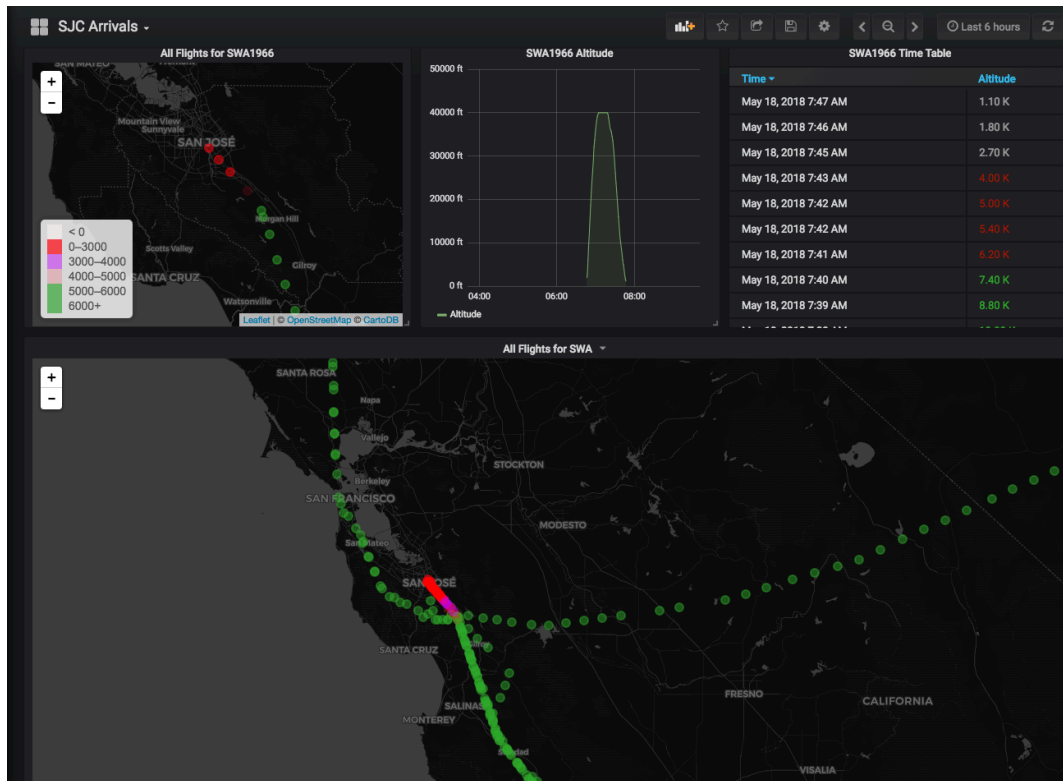 SJC Arrivals
Last 6 hours
All Flights for SWA1966
+
−
SAN MATEO
Mountain View
Sunnyvale
SAN JOSÉ
Morgan Hill
Scotts Valley
Gilroy
SANTA CRUZ
Watsonville
< 0
0–3000
3000–4000
4000–5000
5000–6000
6000+
Leaflet | © OpenStreetMap © CartoDB
SWA1966 Altitude
50000 ft
40000 ft
30000 ft
20000 ft
10000 ft
0 ft
04:00 06:00 08:00
Altitude
SWA1966 Time Table
Time Altitude
May 18, 2018 7:47 AM 1.10 K
May 18, 2018 7:46 AM 1.80 K
May 18, 2018 7:45 AM 2.70 K
May 18, 2018 7:43 AM 4.00 K
May 18, 2018 7:42 AM 5.00 K
May 18, 2018 7:42 AM 5.40 K
May 18, 2018 7:41 AM 6.20 K
May 18, 2018 7:40 AM 7.40 K
May 18, 2018 7:39 AM 8.80 K
All Flights for SWA
+
−
SANTA ROSA
Napa
Vallejo
STOCKTON
Berkeley
SAN FRANCISCO
MODESTO
San Mateo
SAN JOSÉ
Gilroy
SANTA CRUZ
SALINAS
MONTEREY
FRESNO
CALIFORNIA
Soledad
VISALIA